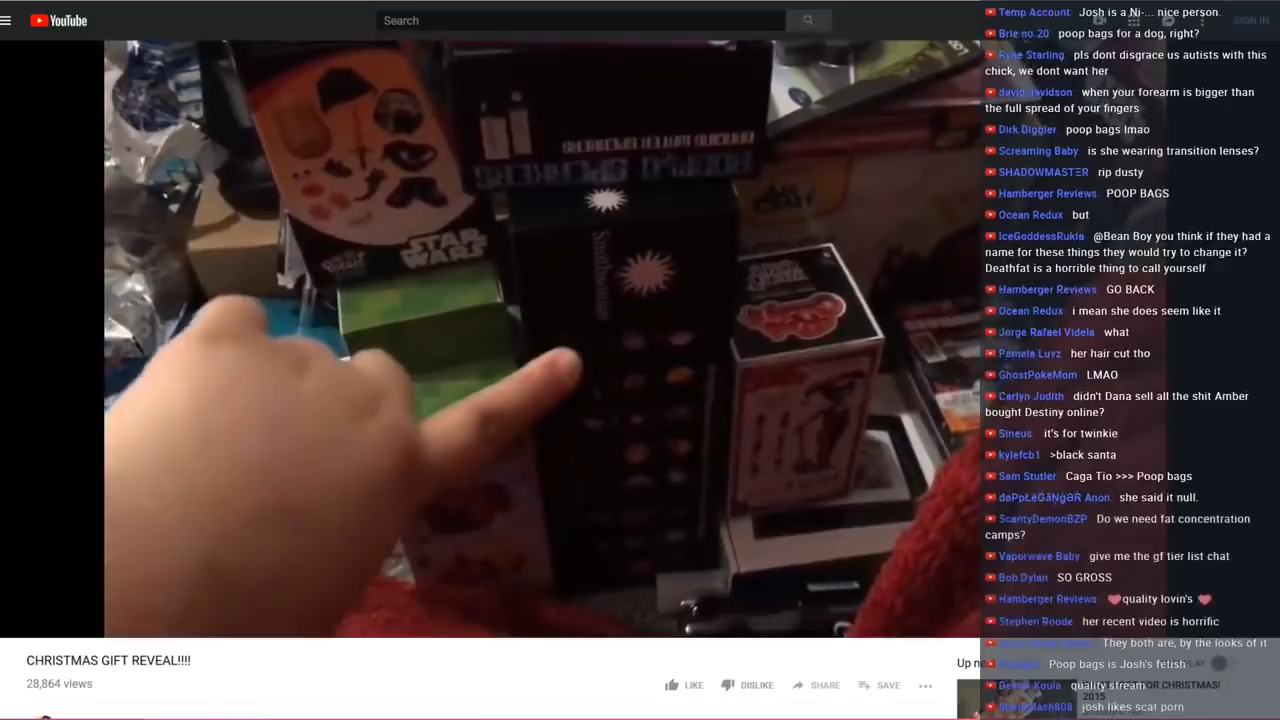 YouTube
Search
SIGN IN
STAR
WARS
Smithsonian
CHRISTMAS GIFT REVEAL!!!!
28,864 views
LIKE
DISLIKE
SHARE
SAVE
Temp Account Josh is a Ni-... nice person.
Brie no.20 poop bags for a dog, right?
Ryne Starling pls dont disgrace us autists with this
chick, we dont want her
david davidson when your forearm is bigger than
the full spread of your fingers
Dirk Diggler poop bags lmao
Screaming Baby is she wearing transition lenses?
SHADOWMASTΞR rip dusty
Hamberger Reviews POOP BAGS
Ocean Redux but
IceGoddessRukia @Bean Boy you think if they had a
name for these things they would try to change it?
Deathfat is a horrible thing to call yourself
Hamberger Reviews GO BACK
Ocean Redux i mean she does seem like it
Jorge Rafael Videla what
Pamela Luvz her hair cut tho
GhostPokeMom LMAO
Carlyn Judith didn't Dana sell all the shit Amber
bought Destiny online?
Sineus it's for twinkie
kylefcb1 >black santa
Sam Stutler Caga Tio >>> Poop bags
Anon. she said it null.
ScantyDemonBZP Do we need fat concentration
camps?
Vaporwave Baby give me the gf tier list chat
Bob Dylan SO GROSS
Hamberger Reviews ❤quality lovin's ❤
Stephen Roode her recent video is horrific
They both are, by the looks of it
Up
Poop bags is Josh's fetish
Koula quality stream
CHRISTMAS!
2015
josh likes scat porn